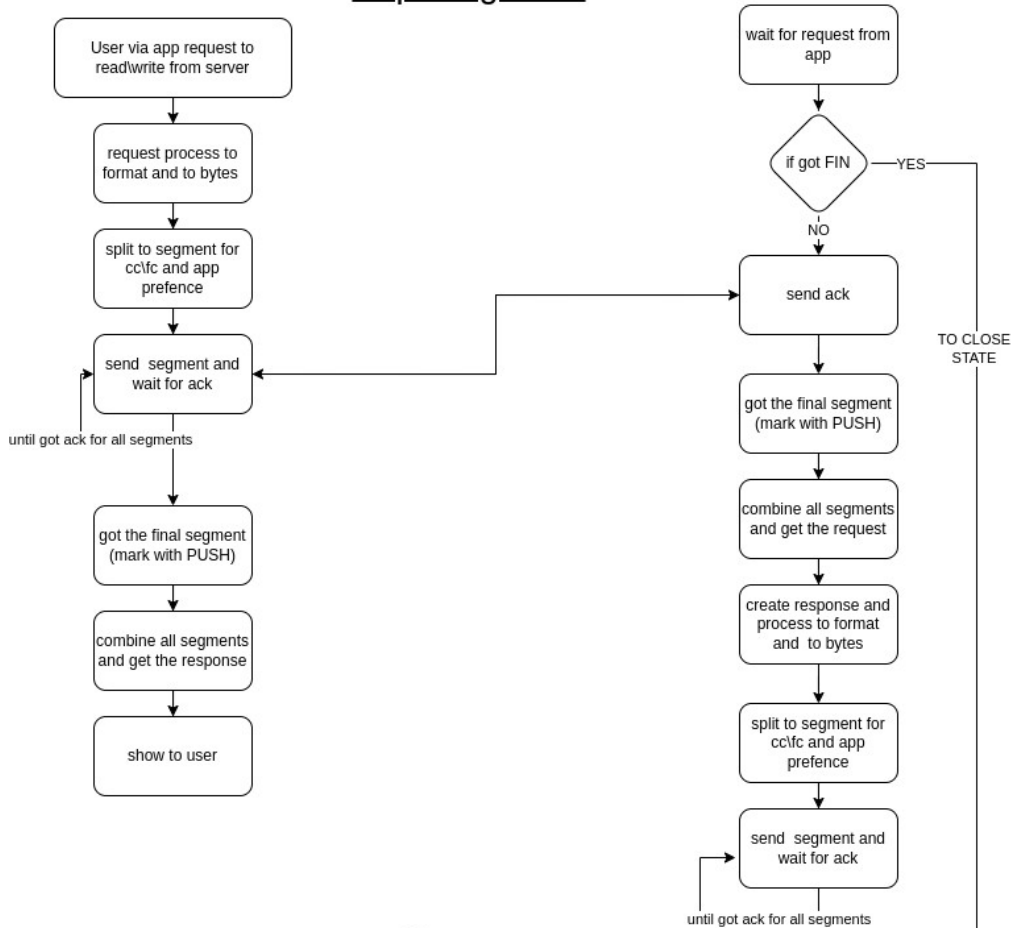 User via app request to
read\write from server
request process to
format and to bytes
split to segment for
cc\fc and app
prefence
send  segment and
wait for ack
until got ack for all segments
got the final segment
(mark with PUSH)
combine all segments
and get the response
show to user
wait for request from
app
if got FIN
YES
NO
send ack
TO CLOSE
STATE
got the final segment
(mark with PUSH)
combine all segments
and get the request
create response and
process to format
and  to bytes
split to segment for
cc\fc and app
prefence
send  segment and
wait for ack
until got ack for all segments